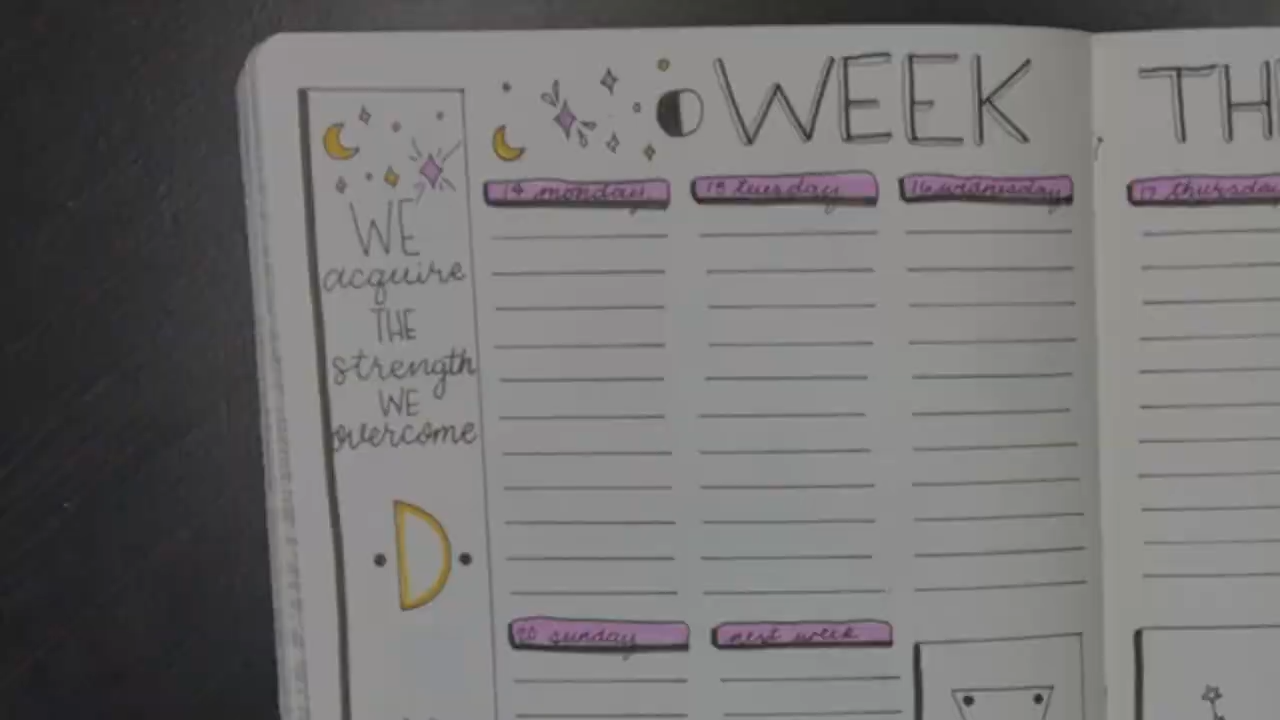 WEEK TH
14 monday 15 tuesday 16 wednesday 17 thursda
WE
acquire
THE
strength
WE
overcome
20 sunday next week